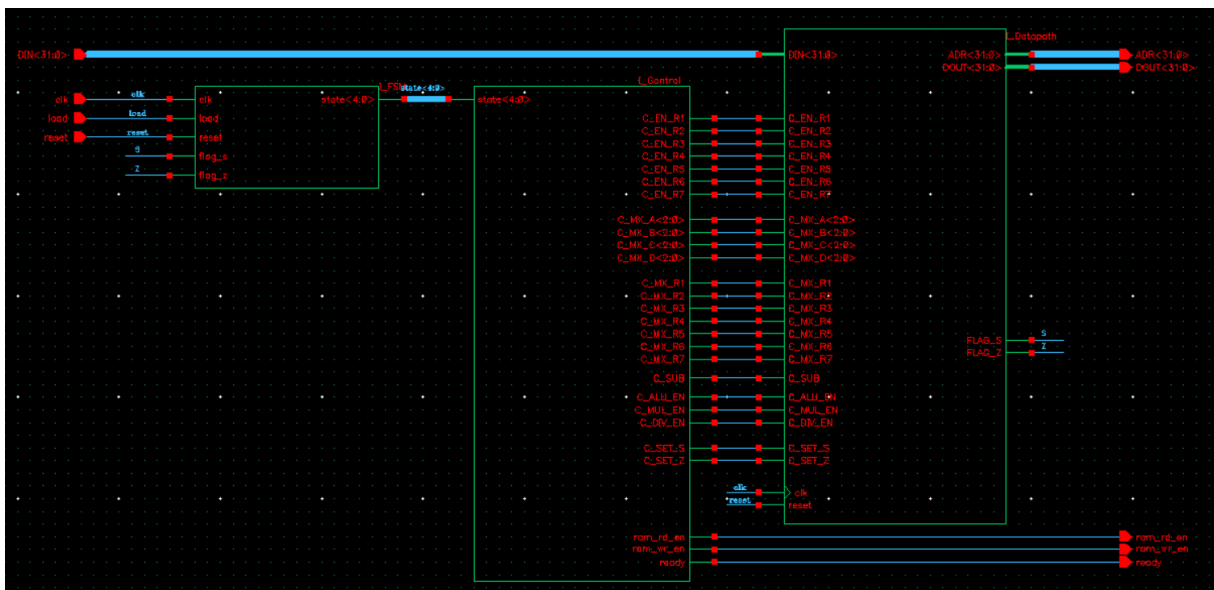 I_Datapath
DIN<31:0> DIN<31:0> ADR<31:0> ADR<31:0>
DOUT<31:0> DOUT<31:0>
I_FSM state<4:0> I_Control
clk clk clk state<4:0> state<4:0>
load load load
reset reset reset
S flag_s
Z flag_z
C_EN_R1 C_EN_R1
C_EN_R2 C_EN_R2
C_EN_R3 C_EN_R3
C_EN_R4 C_EN_R4
C_EN_R5 C_EN_R5
C_EN_R6 C_EN_R6
C_EN_R7 C_EN_R7
C_MX_A<2:0> C_MX_A<2:0>
C_MX_B<2:0> C_MX_B<2:0>
C_MX_C<2:0> C_MX_C<2:0>
C_MX_D<2:0> C_MX_D<2:0>
C_MX_R1 C_MX_R1
C_MX_R2 C_MX_R2
C_MX_R3 C_MX_R3
C_MX_R4 C_MX_R4
C_MX_R5 C_MX_R5
C_MX_R6 C_MX_R6
C_MX_R7 C_MX_R7
FLAG_S S
FLAG_Z Z
C_SUB C_SUB
C_ALU_EN C_ALU_EN
C_MUL_EN C_MUL_EN
C_DIV_EN C_DIV_EN
C_SET_S C_SET_S
C_SET_Z C_SET_Z
clk clk
reset reset
ram_rd_en ram_rd_en
ram_wr_en ram_wr_en
ready ready